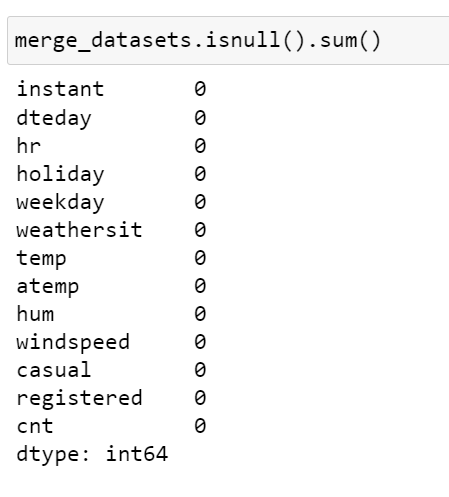 merge_datasets.isnull().sum()
instant 0
dteday 0
hr 0
holiday 0
weekday 0
weathersit 0
temp 0
atemp 0
hum 0
windspeed 0
casual 0
registered 0
cnt 0
dtype: int64